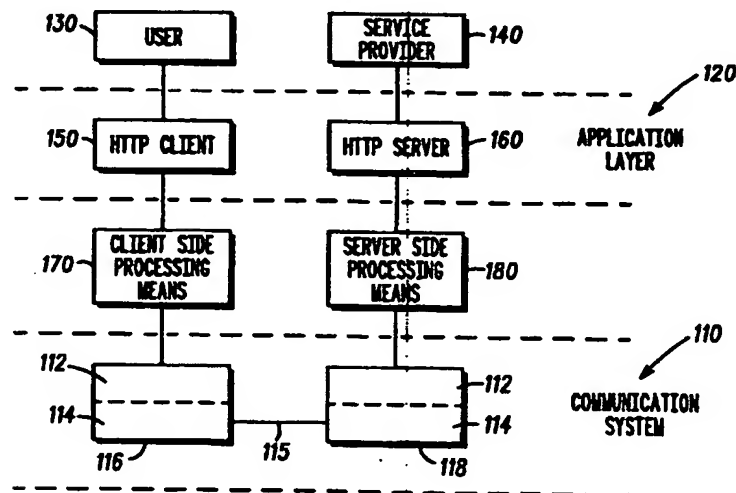 130
USER
SERVICE
PROVIDER
140
120
150
HTTP CLIENT
HTTP SERVER
160
APPLICATION
LAYER
170
CLIENT SIDE
PROCESSING
MEANS
SERVER SIDE
PROCESSING
MEANS
180
110
112
112
114
114
COMMUNICATION
SYSTEM
116
115
118